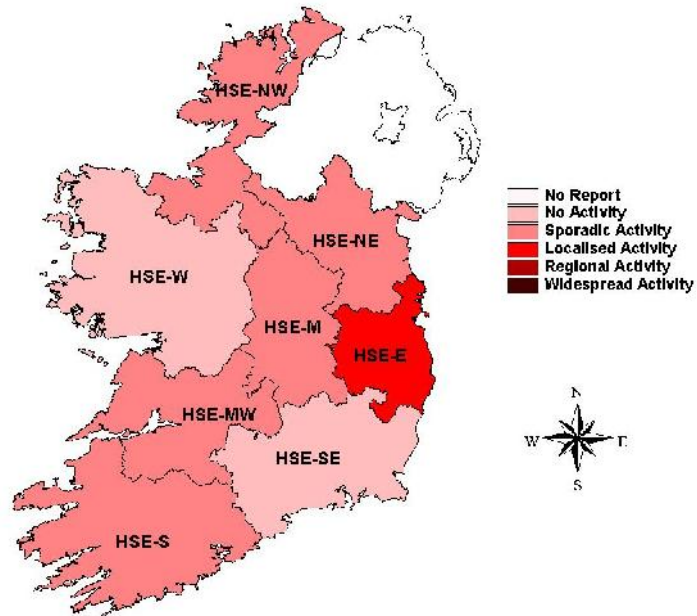 HSE-NW
HSE-NE
HSE-W
HSE-M
HSE-E
HSE-MW
HSE-SE
HSE-S
No Report
No Activity
Sporadic Activity
Localised Activity
Regional Activity
Widespread Activity
N
W E
S